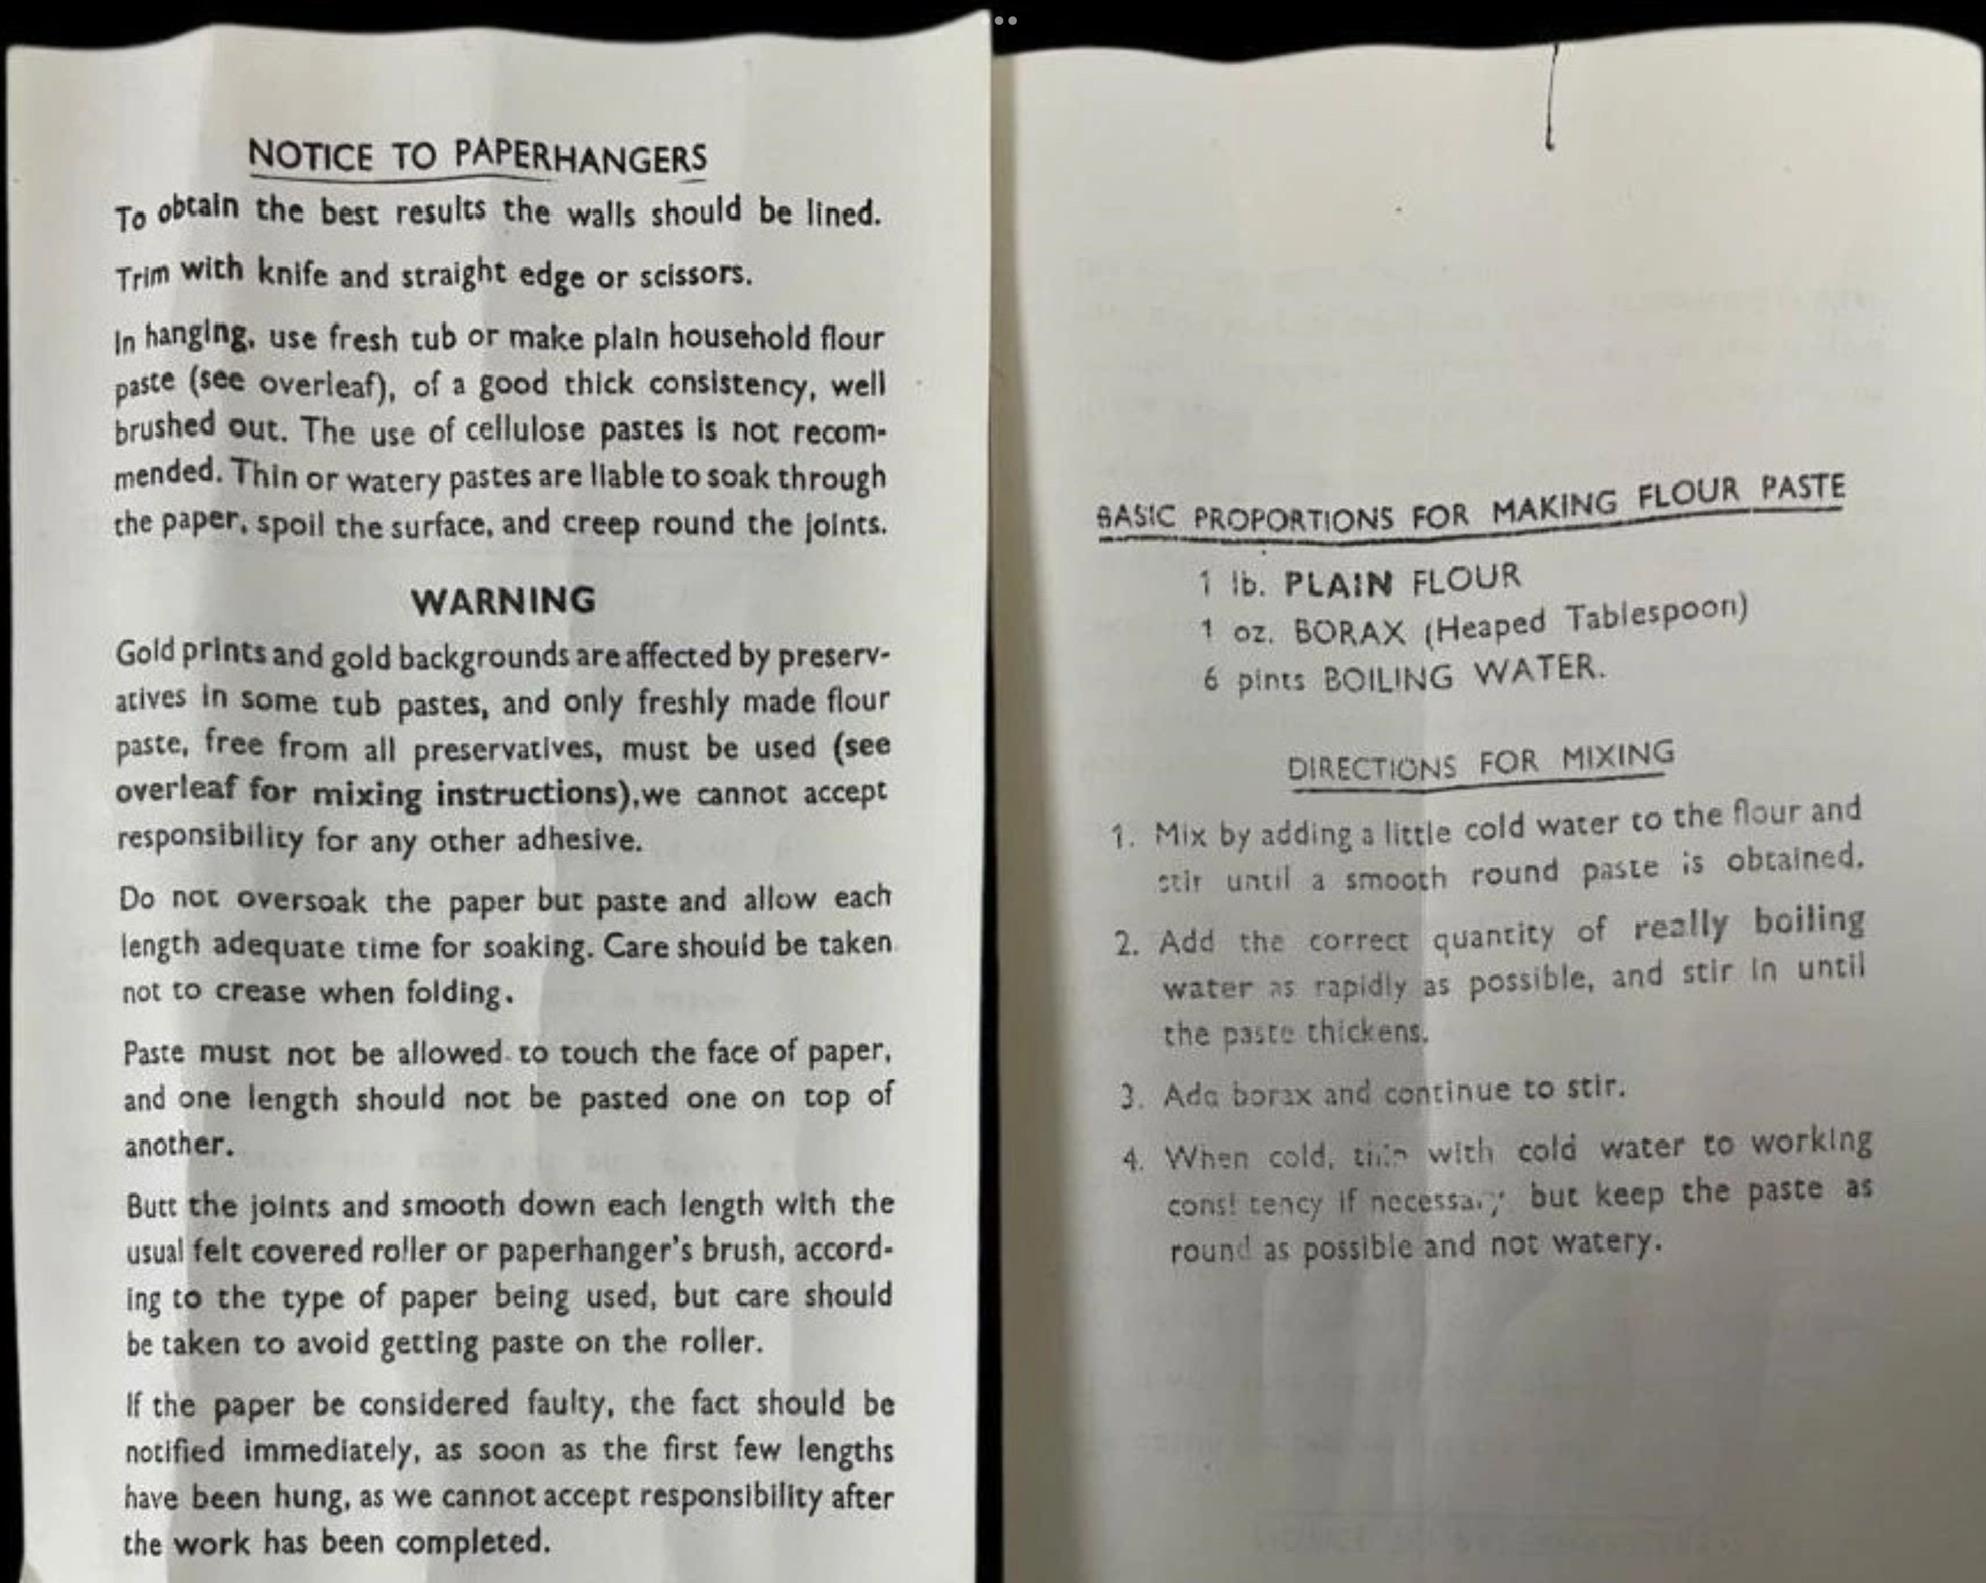 NOTICE TO PAPERHANGERS
To obtain the best results the walls should be lined.
Trim with knife and straight edge or scissors.
In hanging, use fresh tub or make plain household flour
paste (see overleaf), of a good thick consistency, well
brushed out. The use of cellulose pastes is not recom-
mended. Thin or watery pastes are liable to soak through
the paper, spoil the surface, and creep round the joints.
WARNING
Gold prints and gold backgrounds are affected by preserv-
atives in some tub pastes, and only freshly made flour
paste, free from all preservatives, must be used (see
overleaf for mixing instructions),we cannot accept
responsibility for any other adhesive.
Do not oversoak the paper but paste and allow each
length adequate time for soaking. Care should be taken
not to crease when folding.
Paste must not be allowed to touch the face of paper,
and one length should not be pasted one on top of
another.
Butt the joints and smooth down each length with the
usual felt covered roller or paperhanger's brush, accord-
ing to the type of paper being used, but care should
be taken to avoid getting paste on the roller.
If the paper be considered faulty, the fact should be
notified immediately, as soon as the first few lengths
have been hung, as we cannot accept responsibility after
the work has been completed.
BASIC PROPORTIONS FOR MAKING FLOUR PASTE
1 lb. PLAIN FLOUR
1 oz. BORAX (Heaped Tablespoon)
6 pints BOILING WATER.
DIRECTIONS FOR MIXING
1. Mix by adding a little cold water to the flour and
stir until a smooth round paste is obtained.
2. Add the correct quantity of really boiling
water as rapidly as possible, and stir in until
the paste thickens.
3. Add borax and continue to stir.
4. When cold, thin with cold water to working
consistency if necessary but keep the paste as
round as possible and not watery.